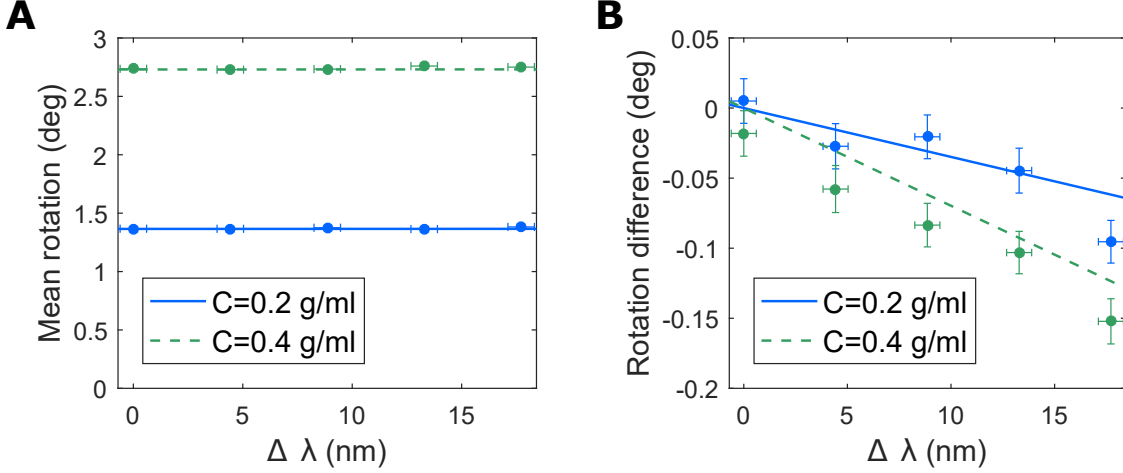 A
Mean rotation (deg)
3
2.5
2
1.5
1
0.5
0
C=0.2 g/ml
C=0.4 g/ml
0
5
10
15
Δ λ (nm)
B
Rotation difference (deg)
0.05
0
-0.05
-0.1
-0.15
-0.2
C=0.2 g/ml
C=0.4 g/ml
0
5
10
15
Δ λ (nm)